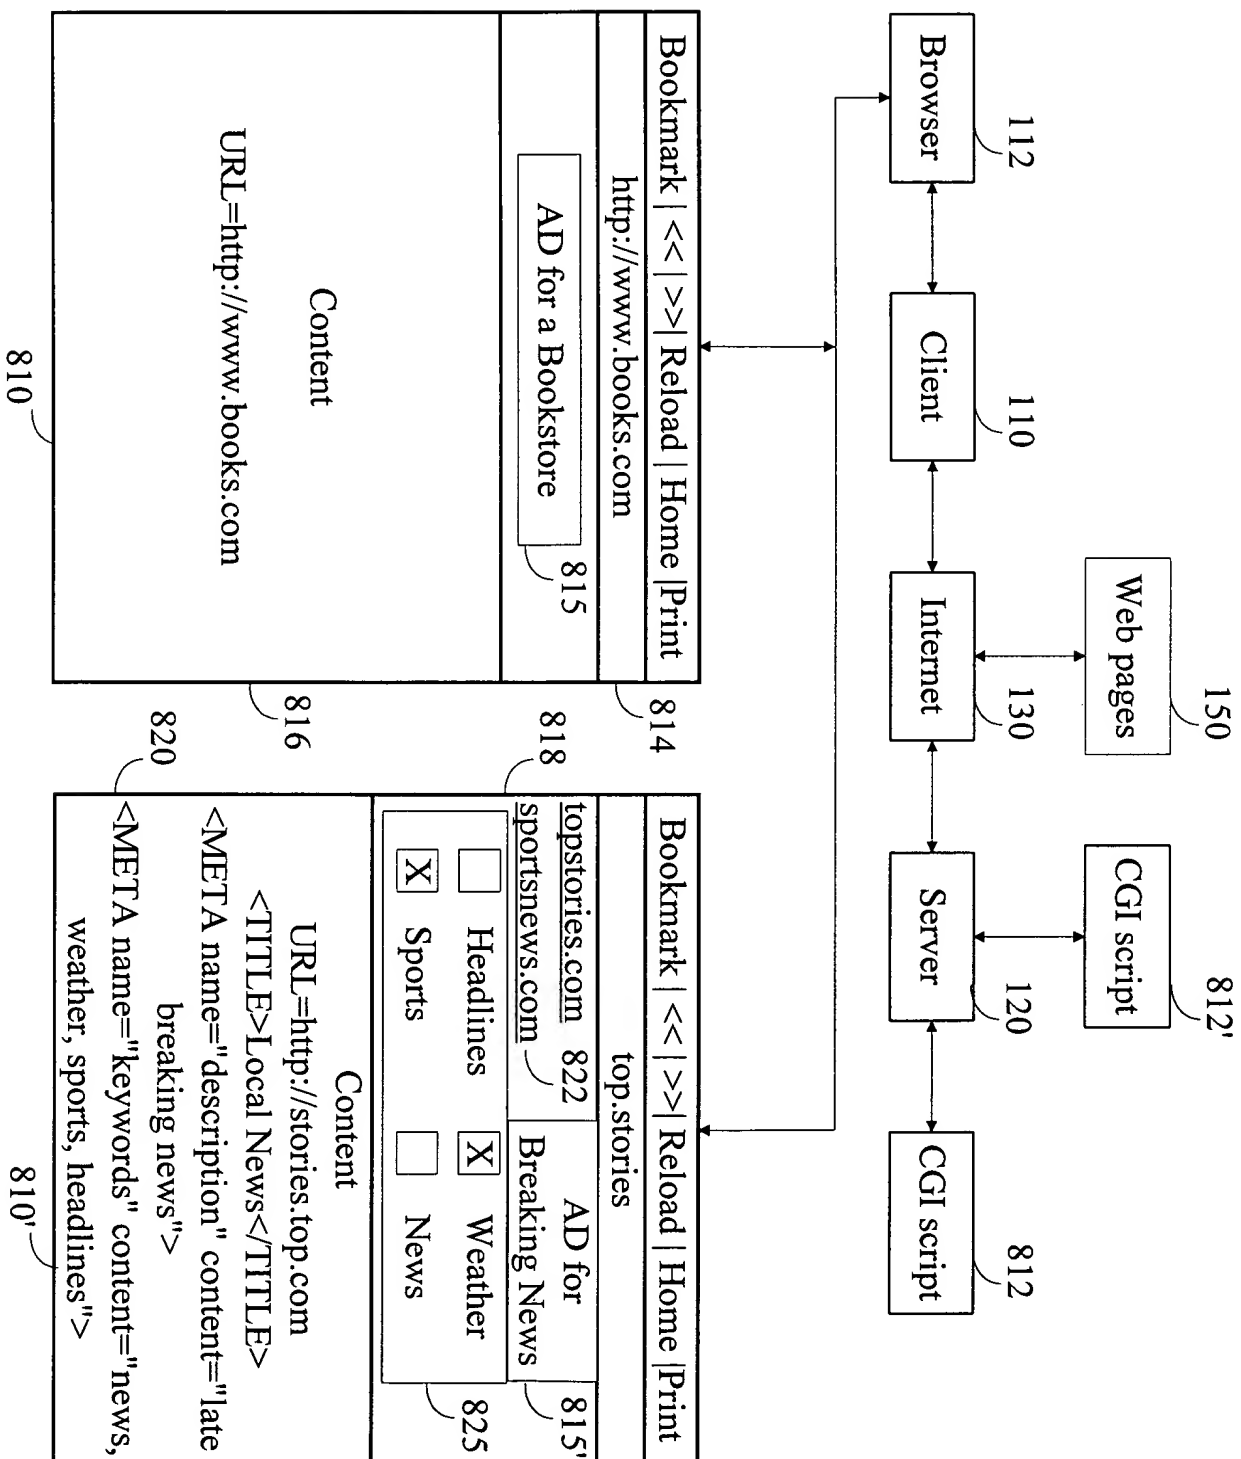 112
110
150
130
CGI script 812'
120
812
Browser
Client
Web pages
Internet
Server
CGI script
Bookmark | << | >>| Reload | Home |Print
http://www.books.com
814
AD for a Bookstore
815
Content
URL=http://www.books.com
816
810
Bookmark | << | >>| Reload | Home |Print
top.stories
818
topstories.com
sportsnews.com
822
AD for
Breaking News
815'
Headlines
X Weather
X Sports
News
825
Content
URL=http://stories.top.com
<TITLE>Local News</TITLE>
<META name="description" content="late
breaking news">
<META name="keywords" content="news,
weather, sports, headlines">
820
810'